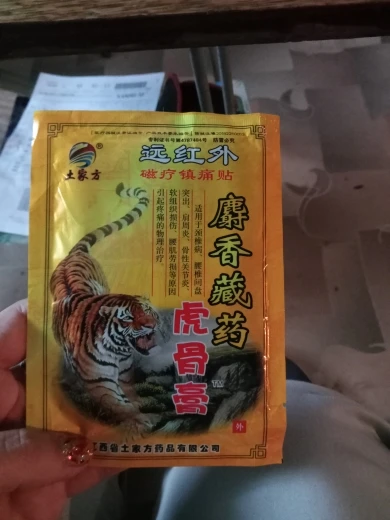 土家方®
远红外
磁疗镇痛贴
麝香藏药
虎骨膏™
适用于颈椎病、腰椎间盘
突出、肩周炎、骨性关节炎、
软组织损伤、腰肌劳损等原因
引起疼痛的物理治疗。
外
西省土家方药品有限公司